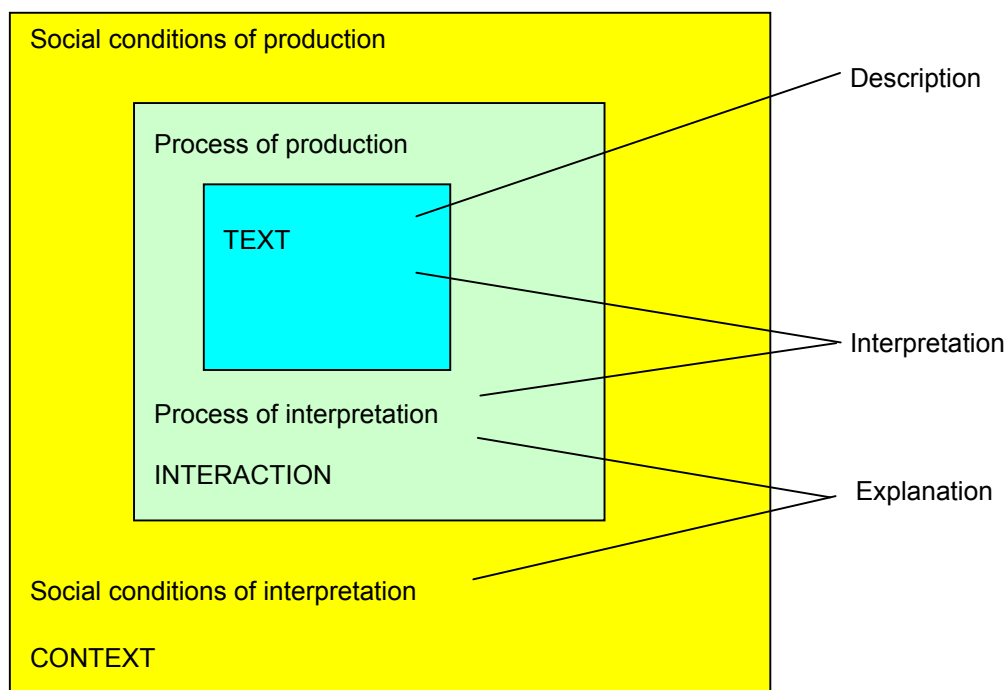 Social conditions of production
Description
Process of production
TEXT
Interpretation
Process of interpretation
INTERACTION
Explanation
Social conditions of interpretation
CONTEXT